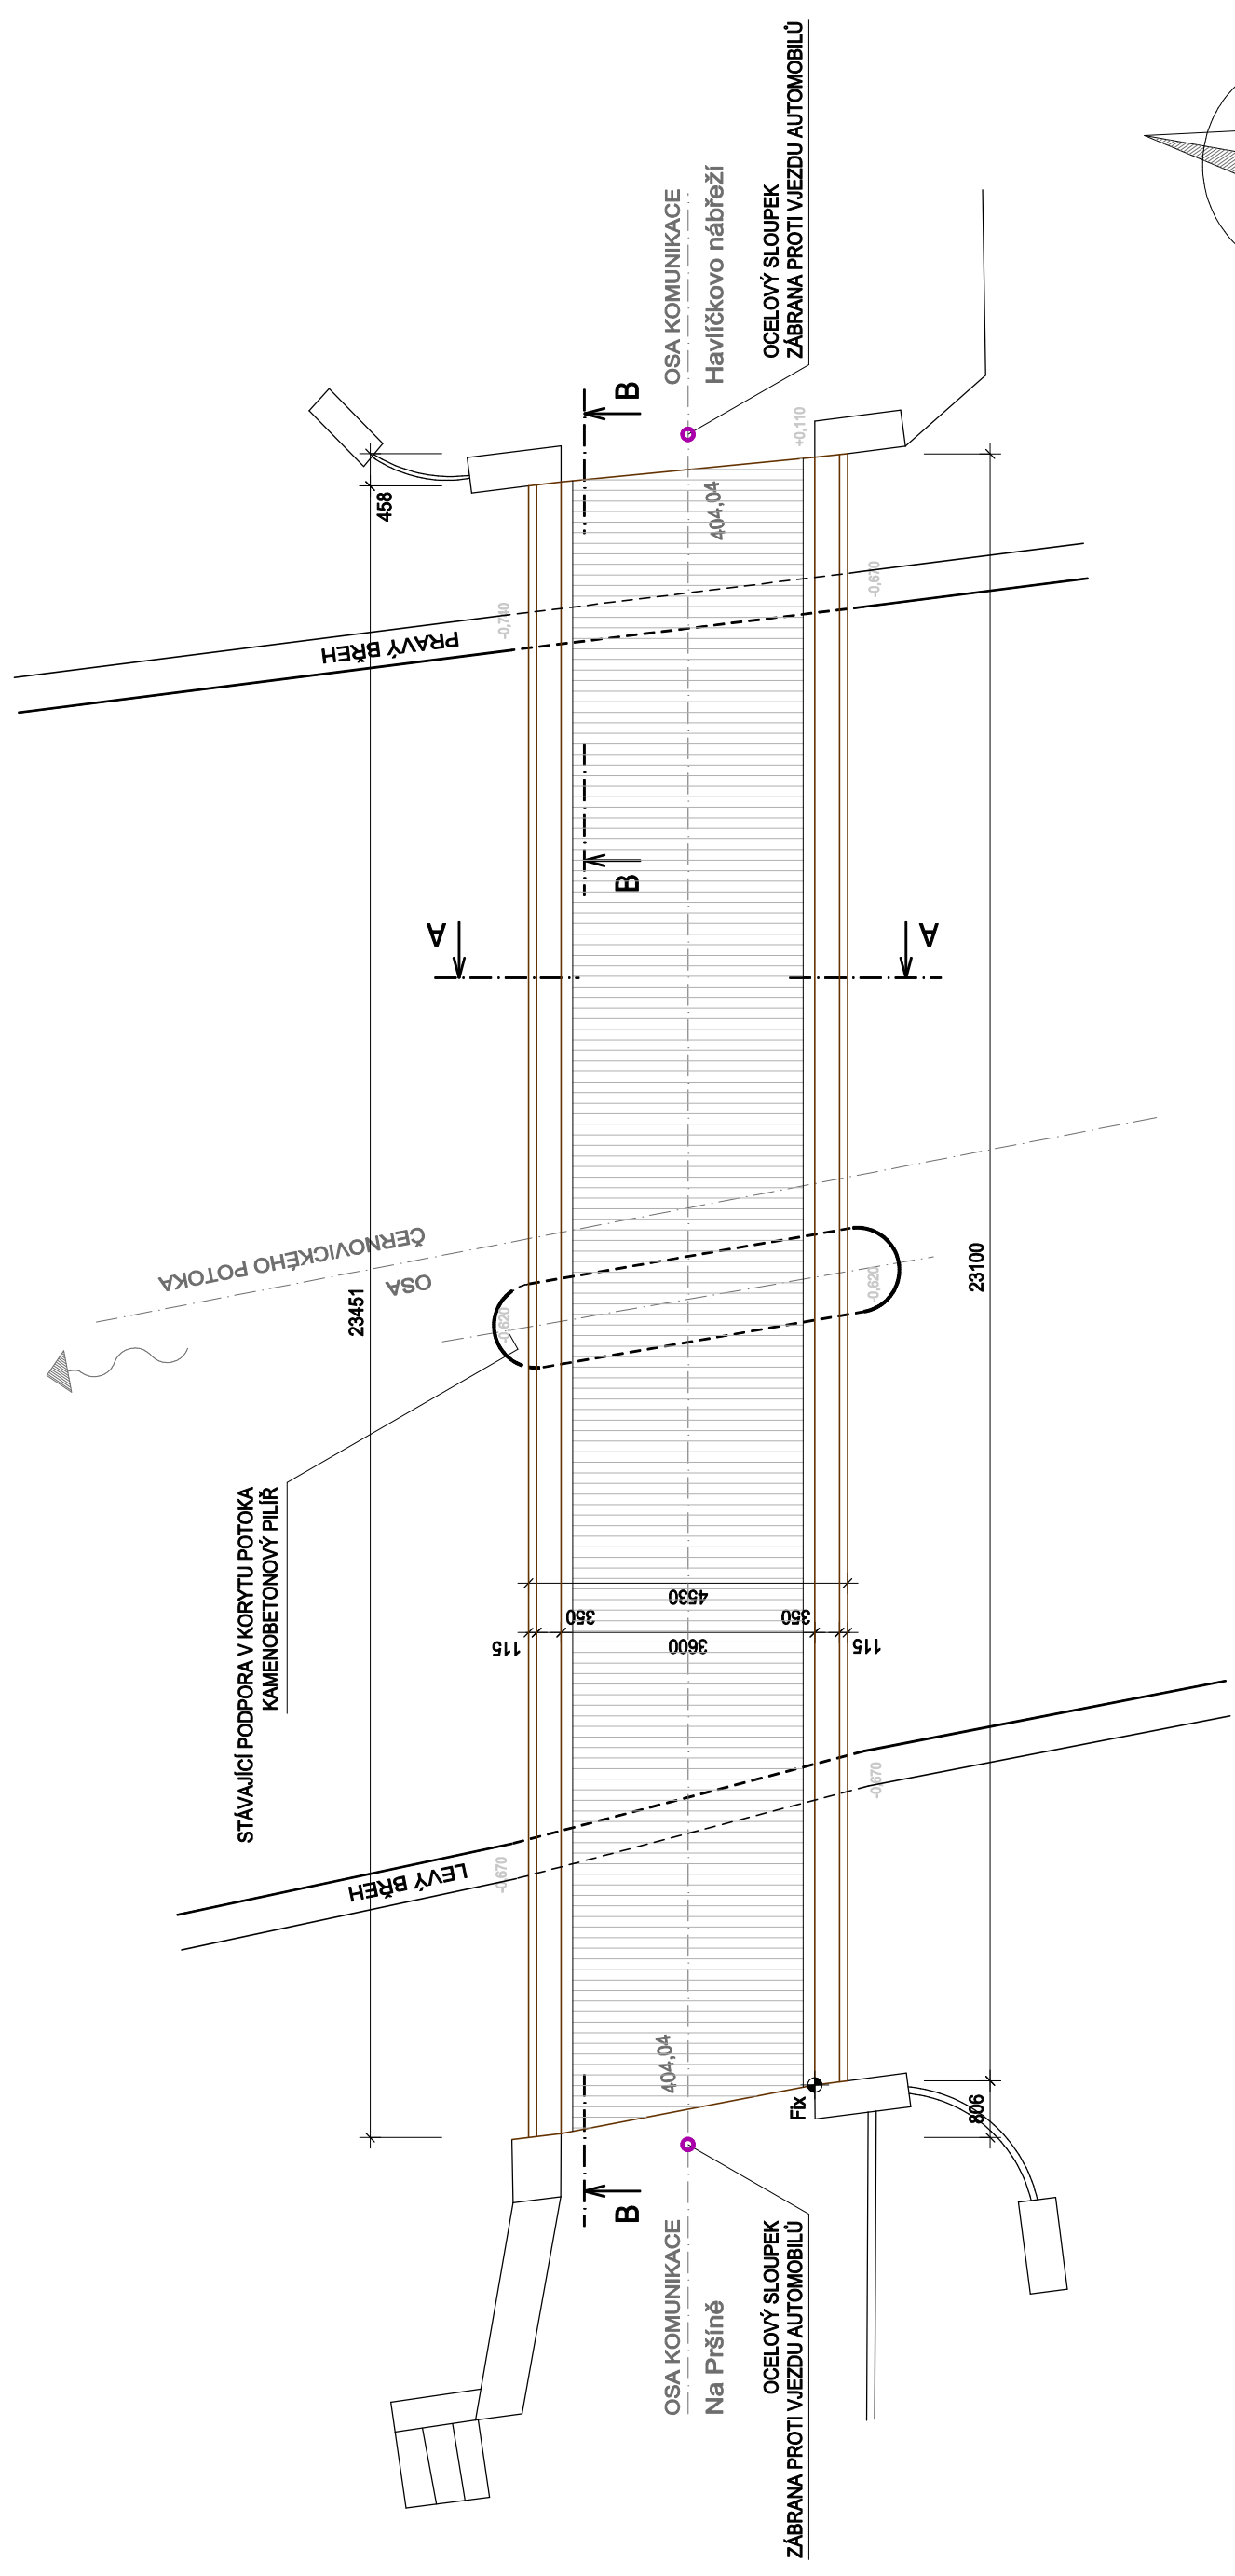 OCELOVÝ SLOUPEK
ZÁBRANA PROTI VJEZDU AUTOMOBILŮ
OSA KOMUNIKACE
Havlíčkovo nábřeží
B
+0,110
458
404,04
-0,740
-0,670
PRAVÝ BŘEH
B
A
A
OSA
ČERNOVICKÉHO POTOKA
23451
23100
-0,620
-0,620
STÁVAJÍCÍ PODPORA V KORYTU POTOKA
KAMENOBETONOVÝ PILÍŘ
4530
350
350
115
3600
115
-0,670
-0,670
LEVÝ BŘEH
404,04
Fix
806
B
OSA KOMUNIKACE
Na Pršíně
OCELOVÝ SLOUPEK
ZÁBRANA PROTI VJEZDU AUTOMOBILŮ